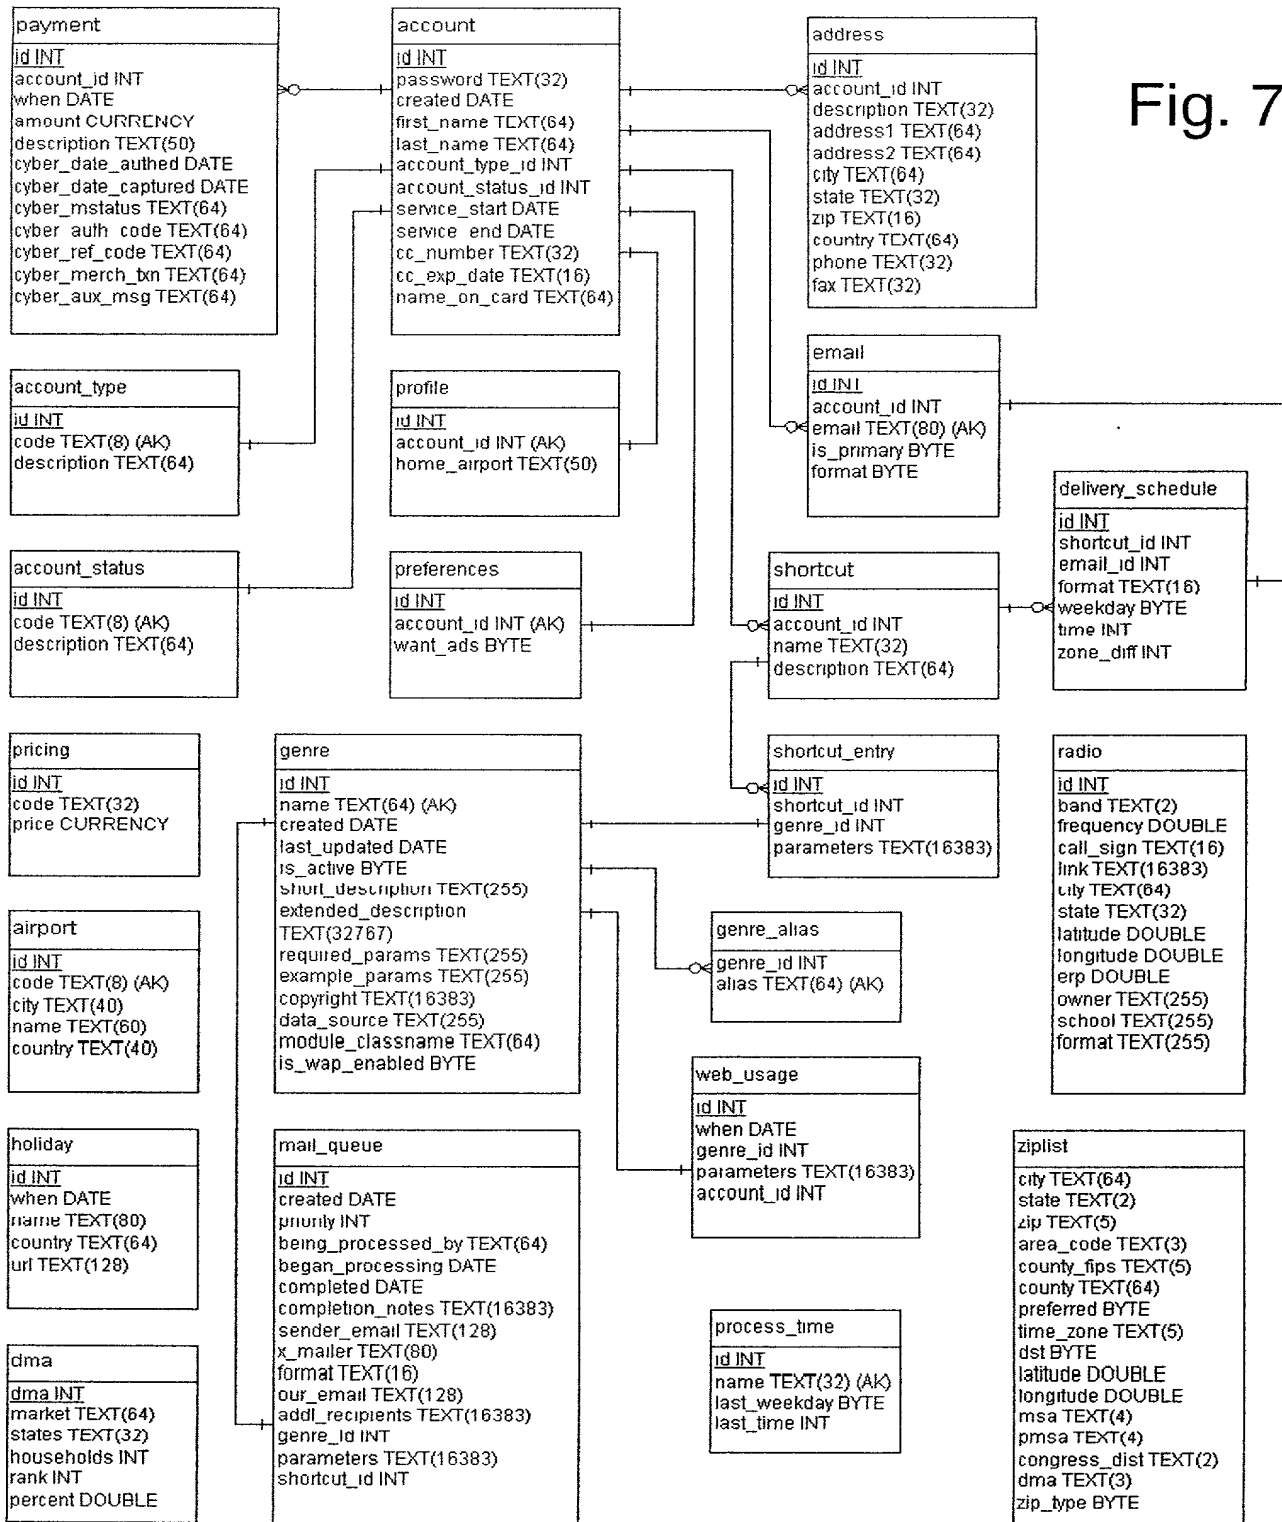 payment
id INT
account_id INT
when DATE
amount CURRENCY
description TEXT(50)
cyber_date_authed DATE
cyber_date_captured DATE
cyber_mstatus TEXT(64)
cyber_auth_code TEXT(64)
cyber_ref_code TEXT(64)
cyber_merch_txn TEXT(64)
cyber_aux_msg TEXT(64)
account
id INT
password TEXT(32)
created DATE
first_name TEXT(64)
last_name TEXT(64)
account_type_id INT
account_status_id INT
service_start DATE
service_end DATE
cc_number TEXT(32)
cc_exp_date TEXT(16)
name_on_card TEXT(64)
address
id INT
account_id INT
description TEXT(32)
address1 TEXT(64)
address2 TEXT(64)
city TEXT(64)
state TEXT(32)
zip TEXT(16)
country TEXT(64)
phone TEXT(32)
fax TEXT(32)
Fig. 7
account_type
id INT
code TEXT(8) (AK)
description TEXT(64)
profile
id INT
account_id INT (AK)
home_airport TEXT(50)
email
id INT
account_id INT
email TEXT(80) (AK)
is_primary BYTE
format BYTE
delivery_schedule
id INT
shortcut_id INT
email_id INT
format TEXT(16)
weekday BYTE
time INT
zone_diff INT
account_status
id INT
code TEXT(8) (AK)
description TEXT(64)
preferences
id INT
account_id INT (AK)
want_ads BYTE
shortcut
id INT
account_id INT
name TEXT(32)
description TEXT(64)
pricing
id INT
code TEXT(32)
price CURRENCY
genre
id INT
name TEXT(64) (AK)
created DATE
last_updated DATE
is_active BYTE
short_description TEXT(255)
extended_description
TEXT(32767)
required_params TEXT(255)
example_params TEXT(255)
copyright TEXT(16383)
data_source TEXT(255)
module_classname TEXT(64)
is_wap_enabled BYTE
shortcut_entry
id INT
shortcut_id INT
genre_id INT
parameters TEXT(16383)
radio
id INT
band TEXT(2)
frequency DOUBLE
call_sign TEXT(16)
link TEXT(16383)
city TEXT(64)
state TEXT(32)
latitude DOUBLE
longitude DOUBLE
erp DOUBLE
owner TEXT(255)
school TEXT(255)
format TEXT(255)
airport
id INT
code TEXT(8) (AK)
city TEXT(40)
name TEXT(60)
country TEXT(40)
genre_alias
genre_id INT
alias TEXT(64) (AK)
web_usage
id INT
when DATE
genre_id INT
parameters TEXT(16383)
account_id INT
holiday
id INT
when DATE
name TEXT(80)
country TEXT(64)
url TEXT(128)
mail_queue
id INT
created DATE
priority INT
being_processed_by TEXT(64)
began_processing DATE
completed DATE
completion_notes TEXT(16383)
sender_email TEXT(128)
x_mailer TEXT(80)
format TEXT(16)
our_email TEXT(128)
addl_recipients TEXT(16383)
genre_id INT
parameters TEXT(16383)
shortcut_id INT
ziplist
city TEXT(64)
state TEXT(2)
zip TEXT(5)
area_code TEXT(3)
county_fips TEXT(5)
county TEXT(64)
preferred BYTE
time_zone TEXT(5)
dst BYTE
latitude DOUBLE
longitude DOUBLE
msa TEXT(4)
pmsa TEXT(4)
congress_dist TEXT(2)
dma TEXT(3)
zip_type BYTE
process_time
id INT
name TEXT(32) (AK)
last_weekday BYTE
last_time INT
dma
dma INT
market TEXT(64)
states TEXT(32)
households INT
rank INT
percent DOUBLE